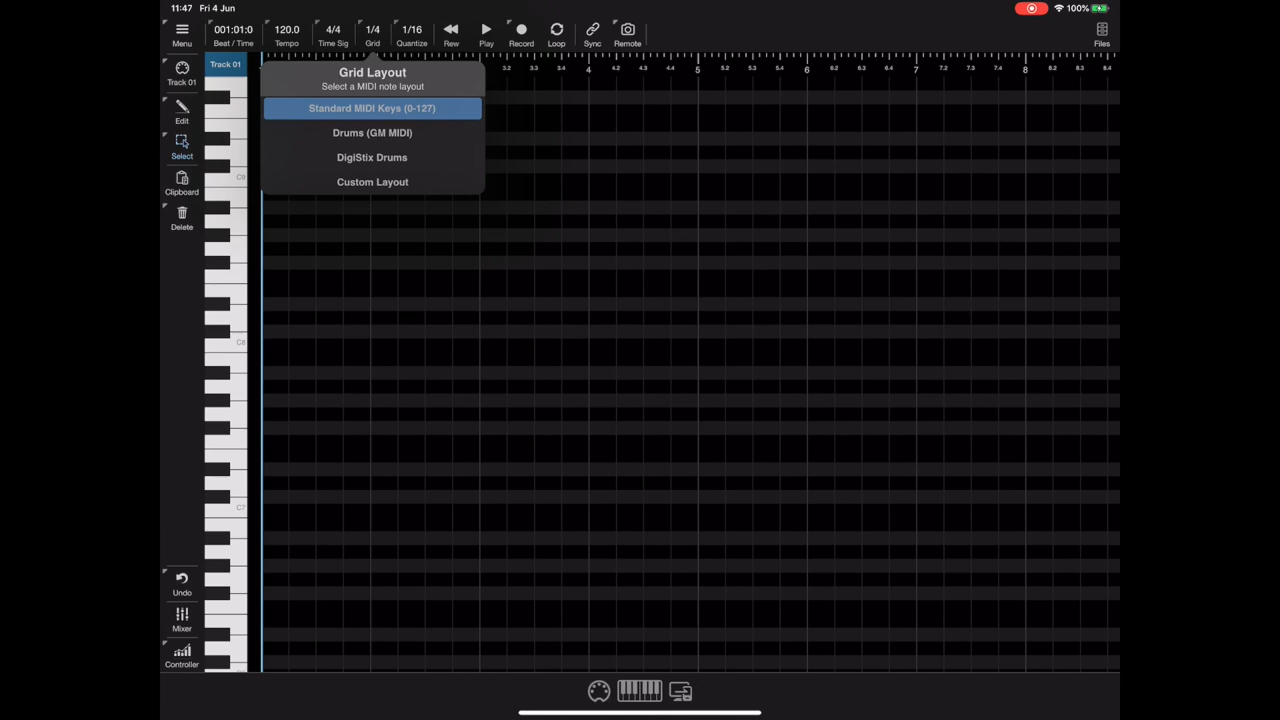 11:47 Fri 4 Jun
100%
001:01:0 120.0 4/4 1/4 1/16
Menu Beat / Time Tempo Time Sig Grid Quantize Rew Play Record Loop Sync Remote Files
Track 01
3.2 3.3 3.4 4 4.2 4.3 4.4 5 5.2 5.3 5.4 6 6.2 6.3 6.4 7 7.2 7.3 7.4 8 8.2 8.3 8.4
Grid Layout
Select a MIDI note layout
Standard MIDI Keys (0-127)
Drums (GM MIDI)
DigiStix Drums
Custom Layout
Track 01
Edit
Select
Clipboard
Delete
C9
C8
C7
Undo
Mixer
Controller